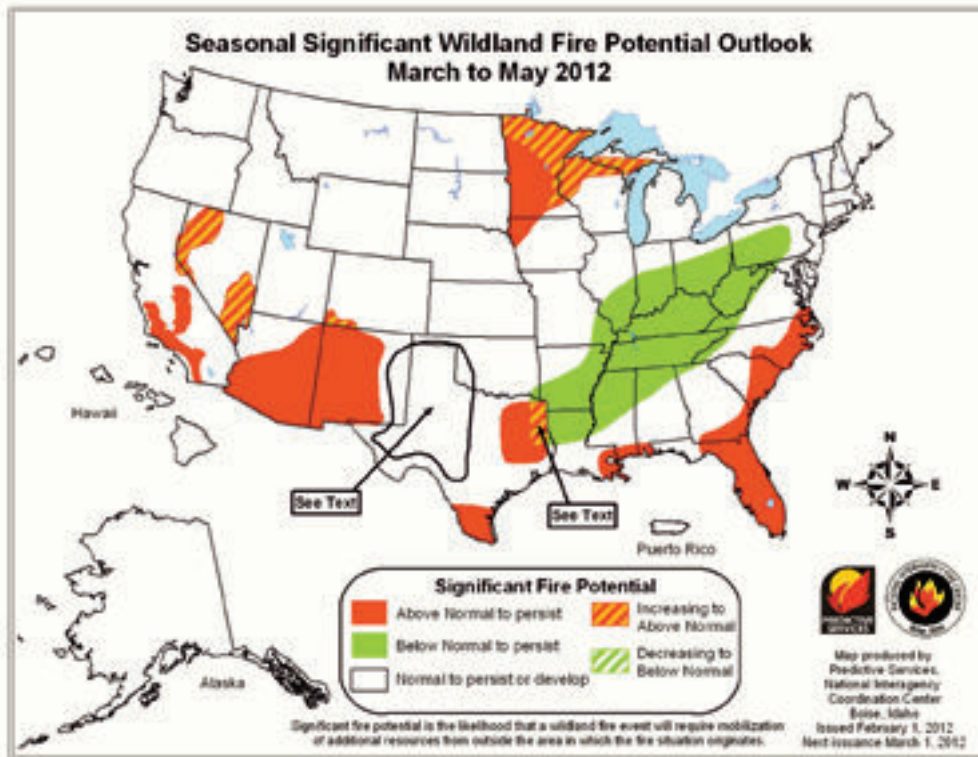 Seasonal Significant Wildland Fire Potential Outlook
March to May 2012
Hawaii
See Text
See Text
Puerto Rico
N
W
E
S
Alaska
Significant Fire Potential
Above Normal to persist
Below Normal to persist
Normal to persist or develop
Increasing to
Above Normal
Decreasing to
Below Normal
Significant fire potential is the likelihood that a wildland fire event will require mobilization
of additional resources from outside the area in which the fire situation originates.
Map produced by
Predictive Services,
National Interagency
Coordination Center
Boise, Idaho
Issued February 1, 2012
Next issuance March 1, 2012